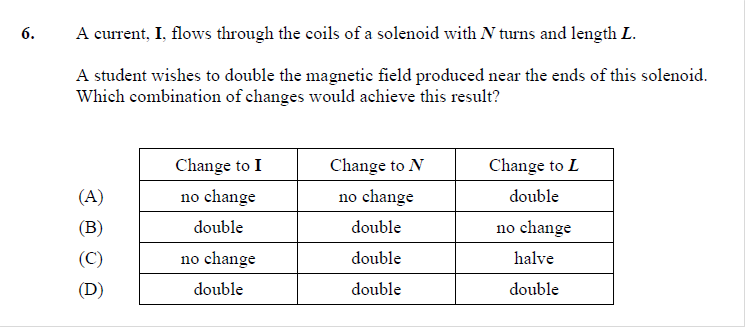 6. A current, I, flows through the coils of a solenoid with N turns and length L.
A student wishes to double the magnetic field produced near the ends of this solenoid.
Which combination of changes would achieve this result?
Change to I Change to N Change to L
(A) no change no change double
(B) double double no change
(C) no change double halve
(D) double double double